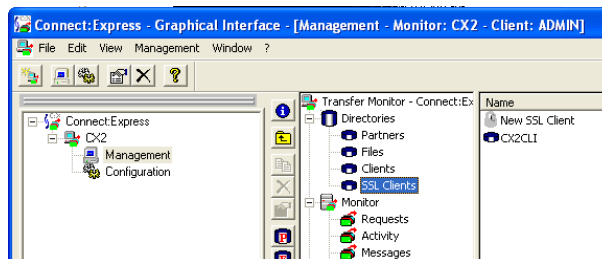 Connect:Express - Graphical Interface - [Management - Monitor: CX2 - Client: ADMIN]
File Edit View Management Window ?
Connect:Express
CX2
Management
Configuration
Transfer Monitor - Connect:Ex
Directories
Partners
Files
Clients
SSL Clients
Monitor
Requests
Activity
Messages
Name
New SSL Client
CX2CLI